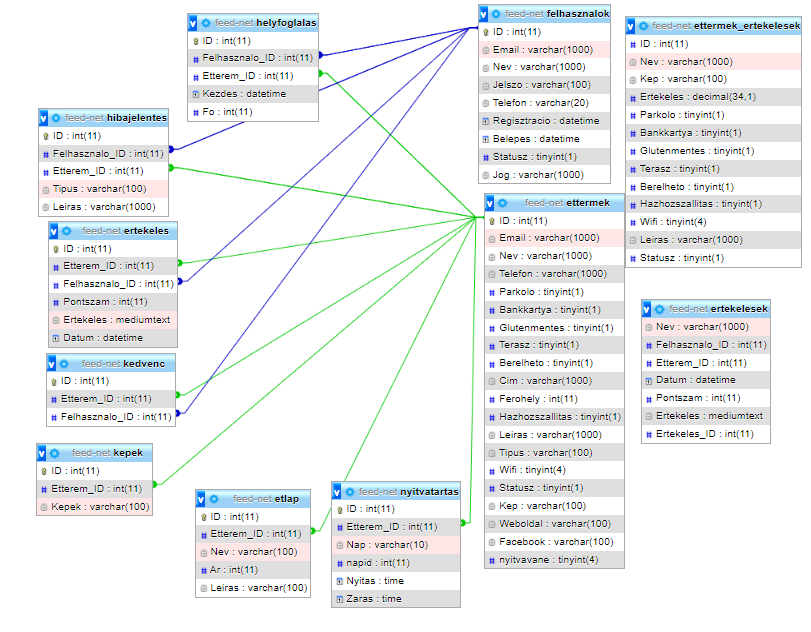 feed-net helyfoglalas
ID : int(11)
Felhasznalo_ID : int(11)
Etterem_ID : int(11)
Kezdes : datetime
Fo : int(11)
feed-net felhasznalok
ID : int(11)
Email : varchar(1000)
Nev : varchar(1000)
Jelszo : varchar(100)
Telefon : varchar(20)
Regisztracio : datetime
Belepes : datetime
Statusz : tinyint(1)
Jog : varchar(1000)
feed-net ettermek_ertekelesek
ID : int(11)
Nev : varchar(1000)
Kep : varchar(100)
Ertekeles : decimal(34,1)
Parkolo : tinyint(1)
Bankkartya : tinyint(1)
Glutenmentes : tinyint(1)
Terasz : tinyint(1)
Berelheto : tinyint(1)
Hazhozszallitas : tinyint(1)
Wifi : tinyint(4)
Leiras : varchar(1000)
Statusz : tinyint(1)
feed-net hibajelentes
ID : int(11)
Felhasznalo_ID : int(11)
Etterem_ID : int(11)
Tipus : varchar(100)
Leiras : varchar(1000)
feed-net ertekeles
ID : int(11)
Etterem_ID : int(11)
Felhasznalo_ID : int(11)
Pontszam : int(11)
Ertekeles : mediumtext
Datum : datetime
feed-net ettermek
ID : int(11)
Email : varchar(1000)
Nev : varchar(1000)
Telefon : varchar(1000)
Parkolo : tinyint(1)
Bankkartya : tinyint(1)
Glutenmentes : tinyint(1)
Terasz : tinyint(1)
Berelheto : tinyint(1)
Cim : varchar(1000)
Ferohely : int(11)
Hazhozszallitas : tinyint(1)
Leiras : varchar(1000)
Tipus : varchar(100)
Wifi : tinyint(4)
Statusz : tinyint(1)
Kep : varchar(100)
Weboldal : varchar(100)
Facebook : varchar(100)
nyitvavane : tinyint(4)
feed-net ertekelesek
Nev : varchar(1000)
Felhasznalo_ID : int(11)
Etterem_ID : int(11)
Datum : datetime
Pontszam : int(11)
Ertekeles : mediumtext
Ertekeles_ID : int(11)
feed-net kedvenc
ID : int(11)
Etterem_ID : int(11)
Felhasznalo_ID : int(11)
feed-net kepek
ID : int(11)
Etterem_ID : int(11)
Kepek : varchar(100)
feed-net etlap
ID : int(11)
Etterem_ID : int(11)
Nev : varchar(100)
Ar : int(11)
Leiras : varchar(100)
feed-net nyitvatartas
ID : int(11)
Etterem_ID : int(11)
Nap : varchar(10)
napid : int(11)
Nyitas : time
Zaras : time